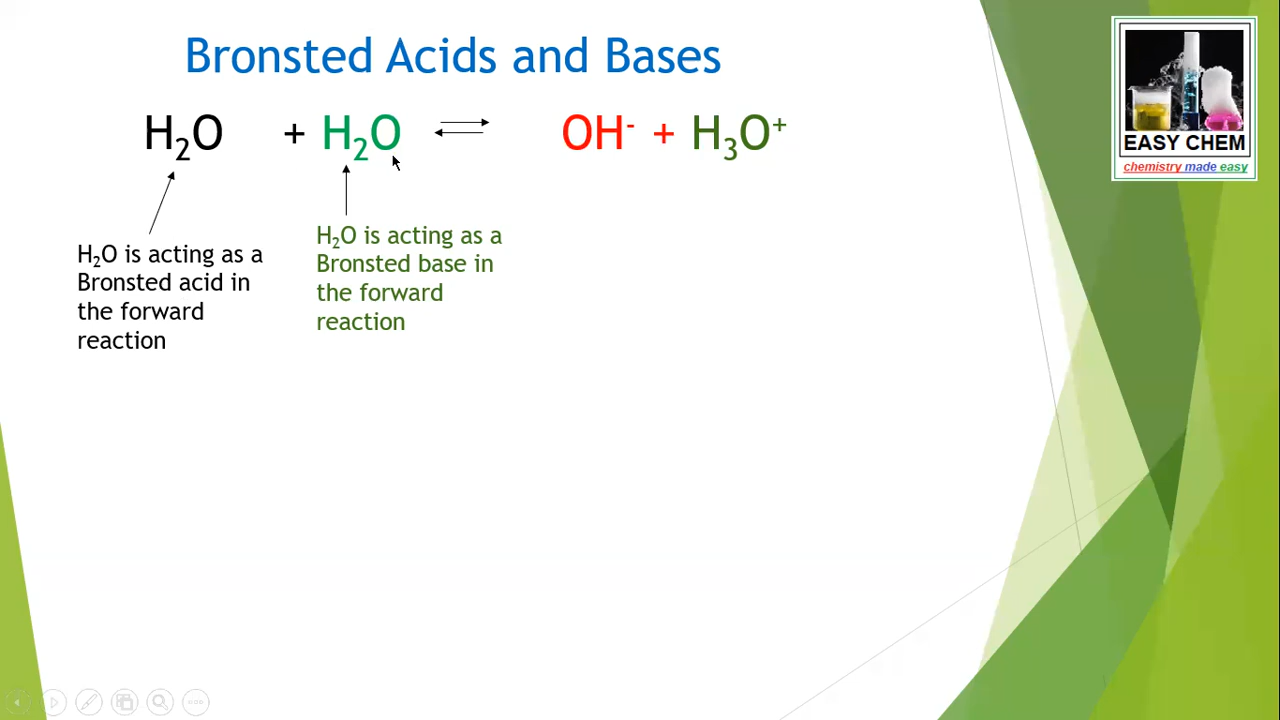 Bronsted Acids and Bases
H₂O + H₂O ⇌ OH⁻ + H₃O⁺
H₂O is acting as a
Bronsted acid in
the forward
reaction
H₂O is acting as a
Bronsted base in
the forward
reaction
EASY CHEM
chemistry made easy